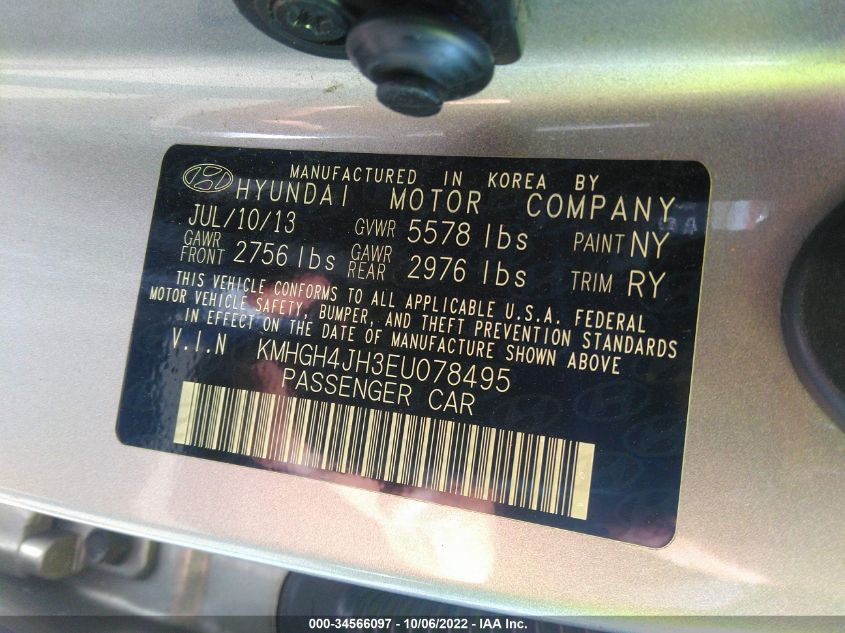 MANUFACTURED IN KOREA BY
HYUNDAI MOTOR COMPANY
JUL/10/13 GVWR 5578 lbs PAINT NY
GAWR FRONT 2756 lbs GAWR REAR 2976 lbs TRIM RY
THIS VEHICLE CONFORMS TO ALL APPLICABLE U.S.A. FEDERAL
MOTOR VEHICLE SAFETY, BUMPER, AND THEFT PREVENTION STANDARDS
IN EFFECT ON THE DATE OF MANUFACTURE SHOWN ABOVE
V.I.N KMHGH4JH3EU078495
PASSENGER CAR
000-34566097 - 10/06/2022 - IAA Inc.